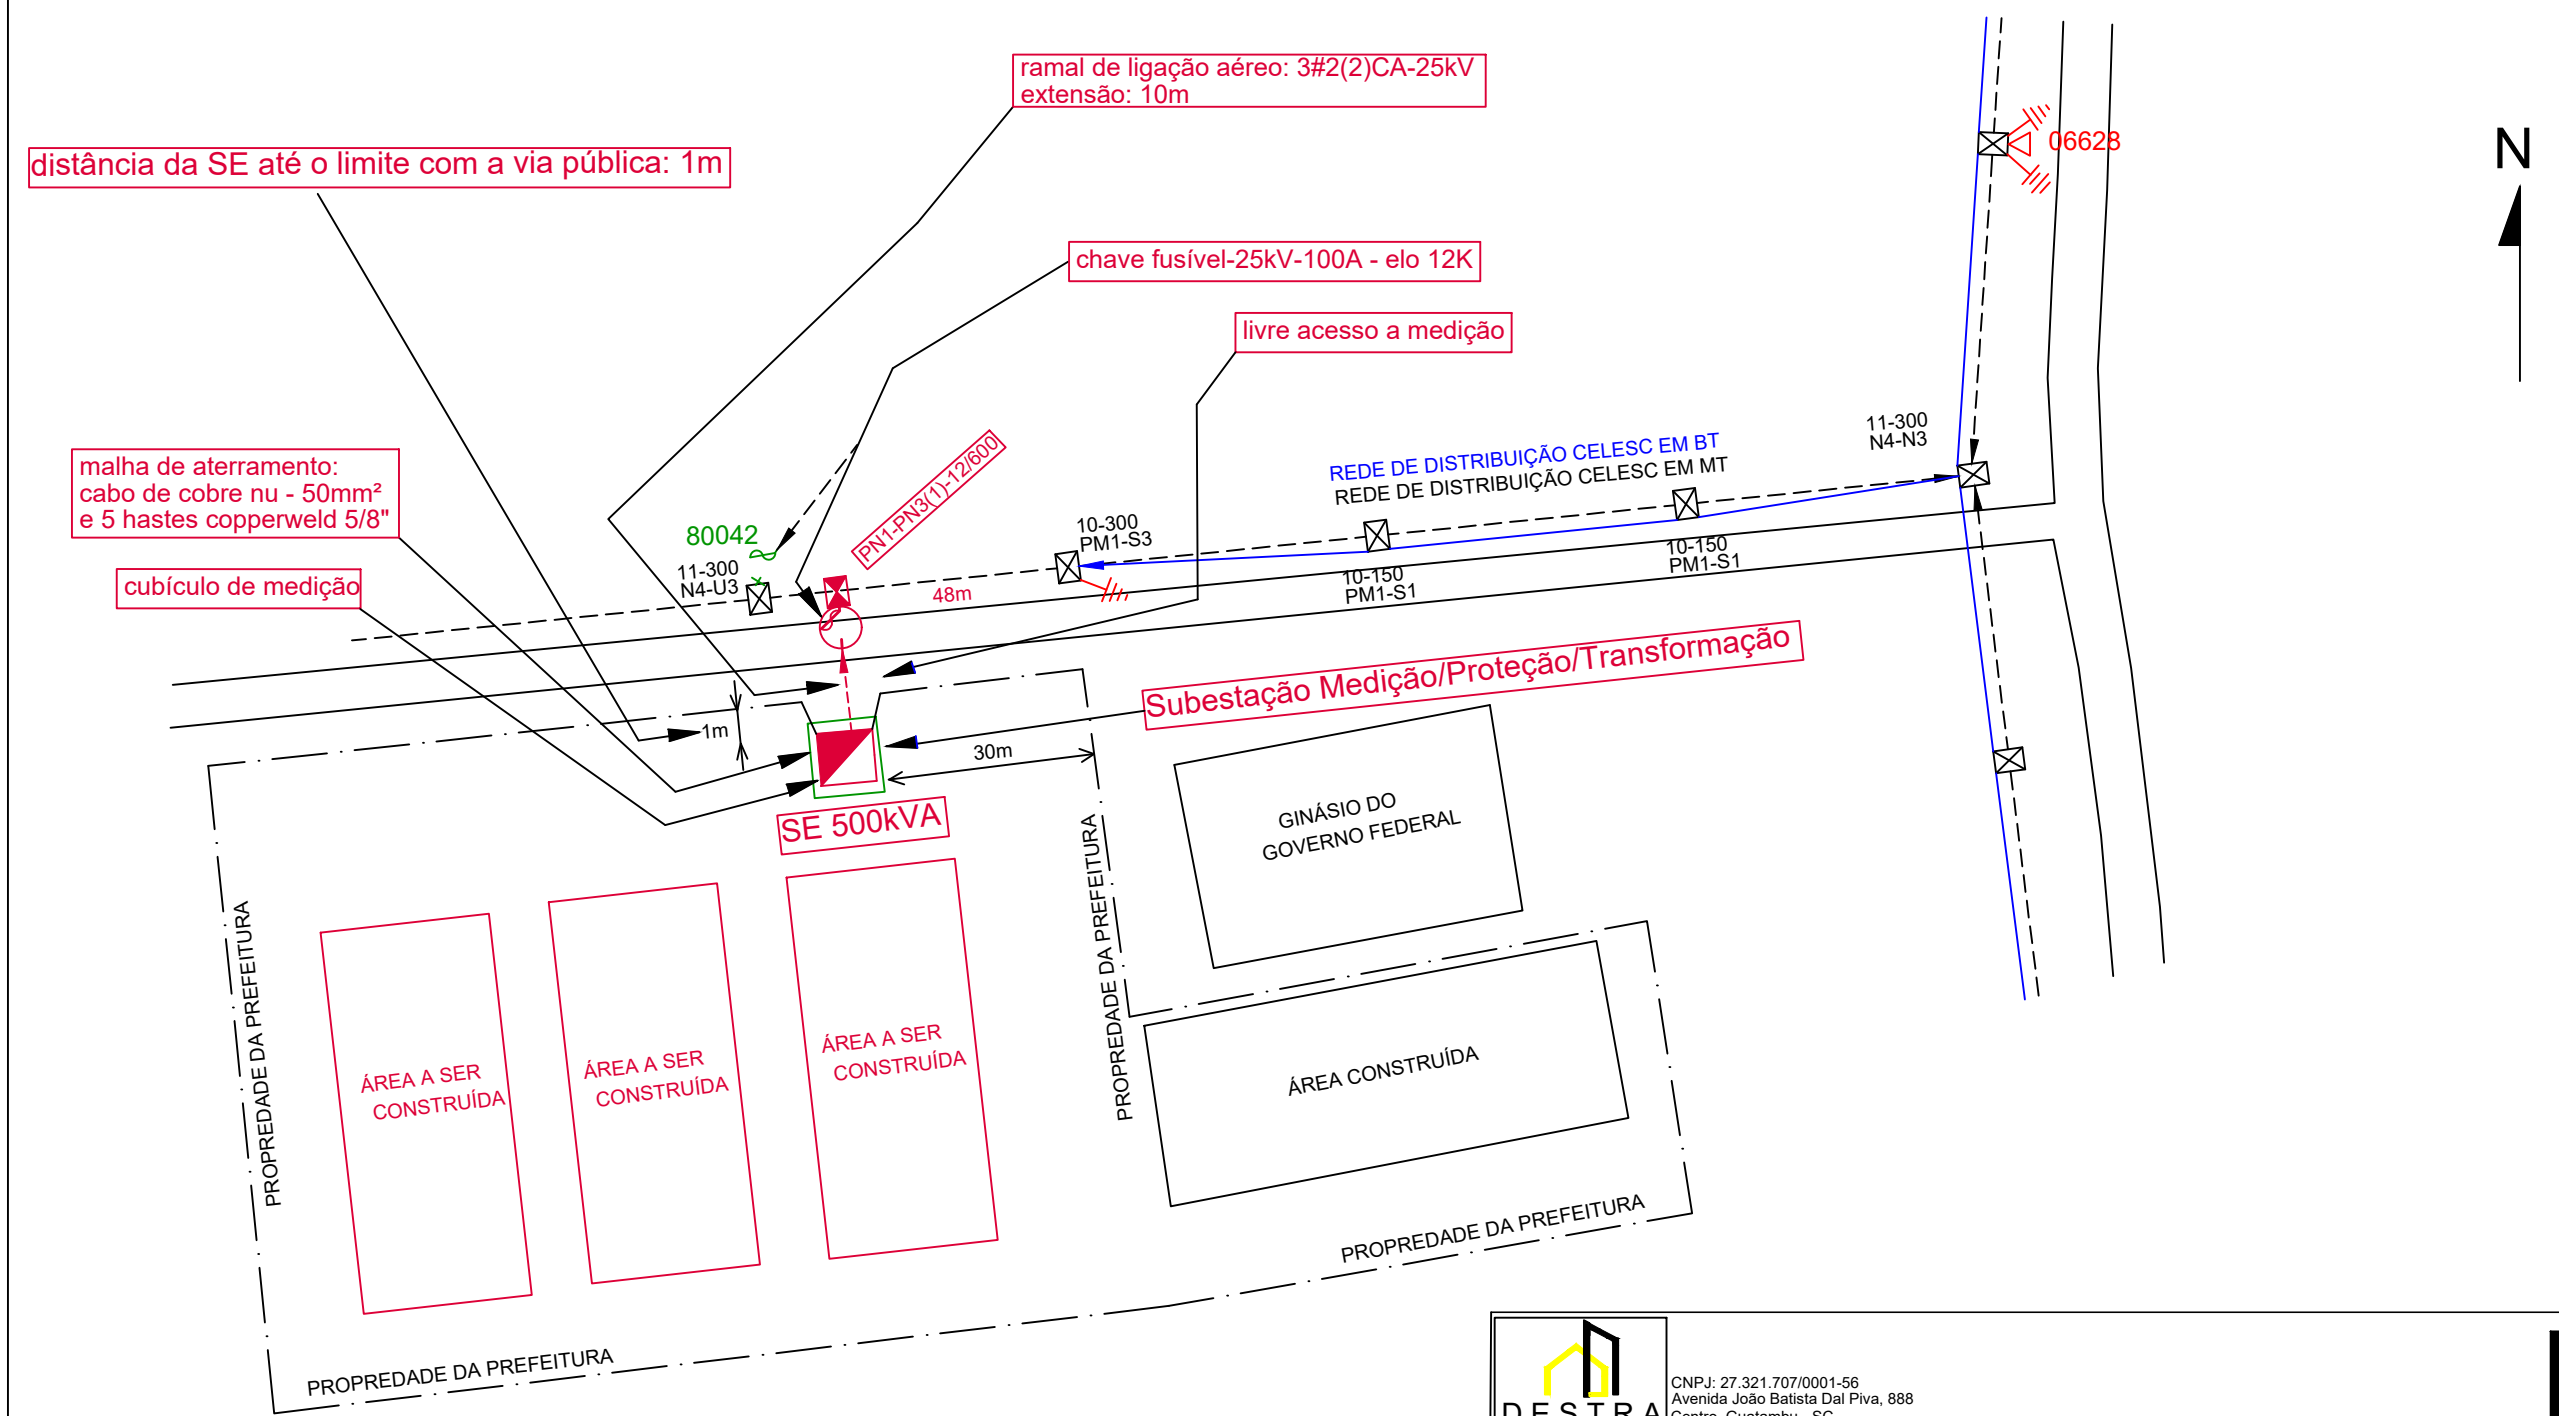 ramal de ligação aéreo: 3#2(2)CA-25kV
extensão: 10m
distância da SE até o limite com a via pública: 1m
06628
N
chave fusível-25kV-100A - elo 12K
livre acesso a medição
malha de aterramento:
cabo de cobre nu - 50mm²
e 5 hastes copperweld 5/8"
cubículo de medição
80042
11-300
N4-U3
PN1-PN3(1)-12/600
48m
10-300
PM1-S3
REDE DE DISTRIBUIÇÃO CELESC EM BT
REDE DE DISTRIBUIÇÃO CELESC EM MT
11-300
N4-N3
10-150
PM1-S1
10-150
PM1-S1
Subestação Medição/Proteção/Transformação
1m
30m
SE 500kVA
GINÁSIO DO
GOVERNO FEDERAL
PROPREDADE DA PREFEITURA
PROPREDADE DA PREFEITURA
ÁREA A SER
CONSTRUÍDA
ÁREA A SER
CONSTRUÍDA
ÁREA A SER
CONSTRUÍDA
ÁREA CONSTRUÍDA
PROPREDADE DA PREFEITURA
PROPREDADE DA PREFEITURA
DESTRA
CNPJ: 27.321.707/0001-56
Avenida João Batista Dal Piva, 888
Centro, Guatambu - SC